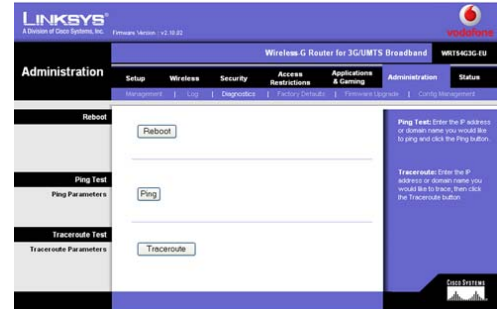 LINKSYS
A Division of Cisco Systems, Inc.
Firmware Version : v2.10.02
vodafone
Wireless-G Router for 3G/UMTS Broadband
WRT54G3G-EU
Administration
Setup Wireless Security Access Restrictions Applications & Gaming Administration Status
Management | Log | Diagnostics | Factory Defaults | Firmware Upgrade | Config Management
Reboot
Reboot
Ping Test: Enter the IP address
or domain name you would like
to ping and click the Ping button.
Ping Test
Ping Parameters
Ping
Traceroute: Enter the IP
address or domain name you
would like to trace, then click
the Traceroute button.
Traceroute Test
Traceroute Parameters
Traceroute
CISCO SYSTEMS